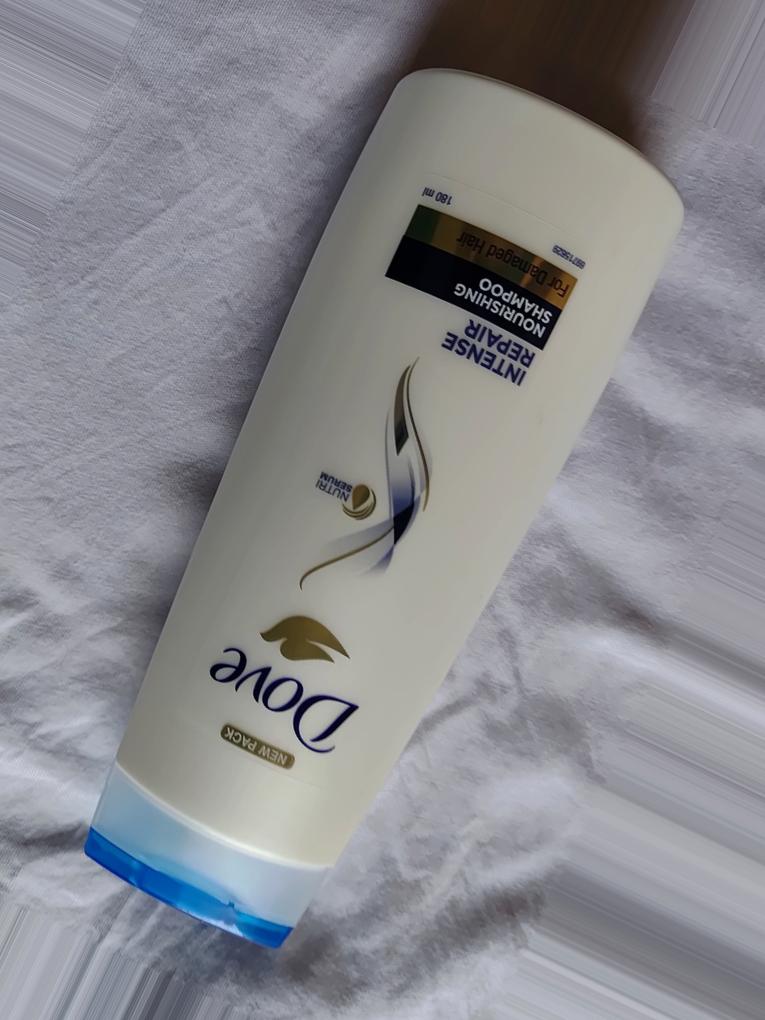 NEW PACK
Dove
NUTRI
SERUM
INTENSE
REPAIR
NOURISHING
SHAMPOO
For Damaged Hair
180 ml